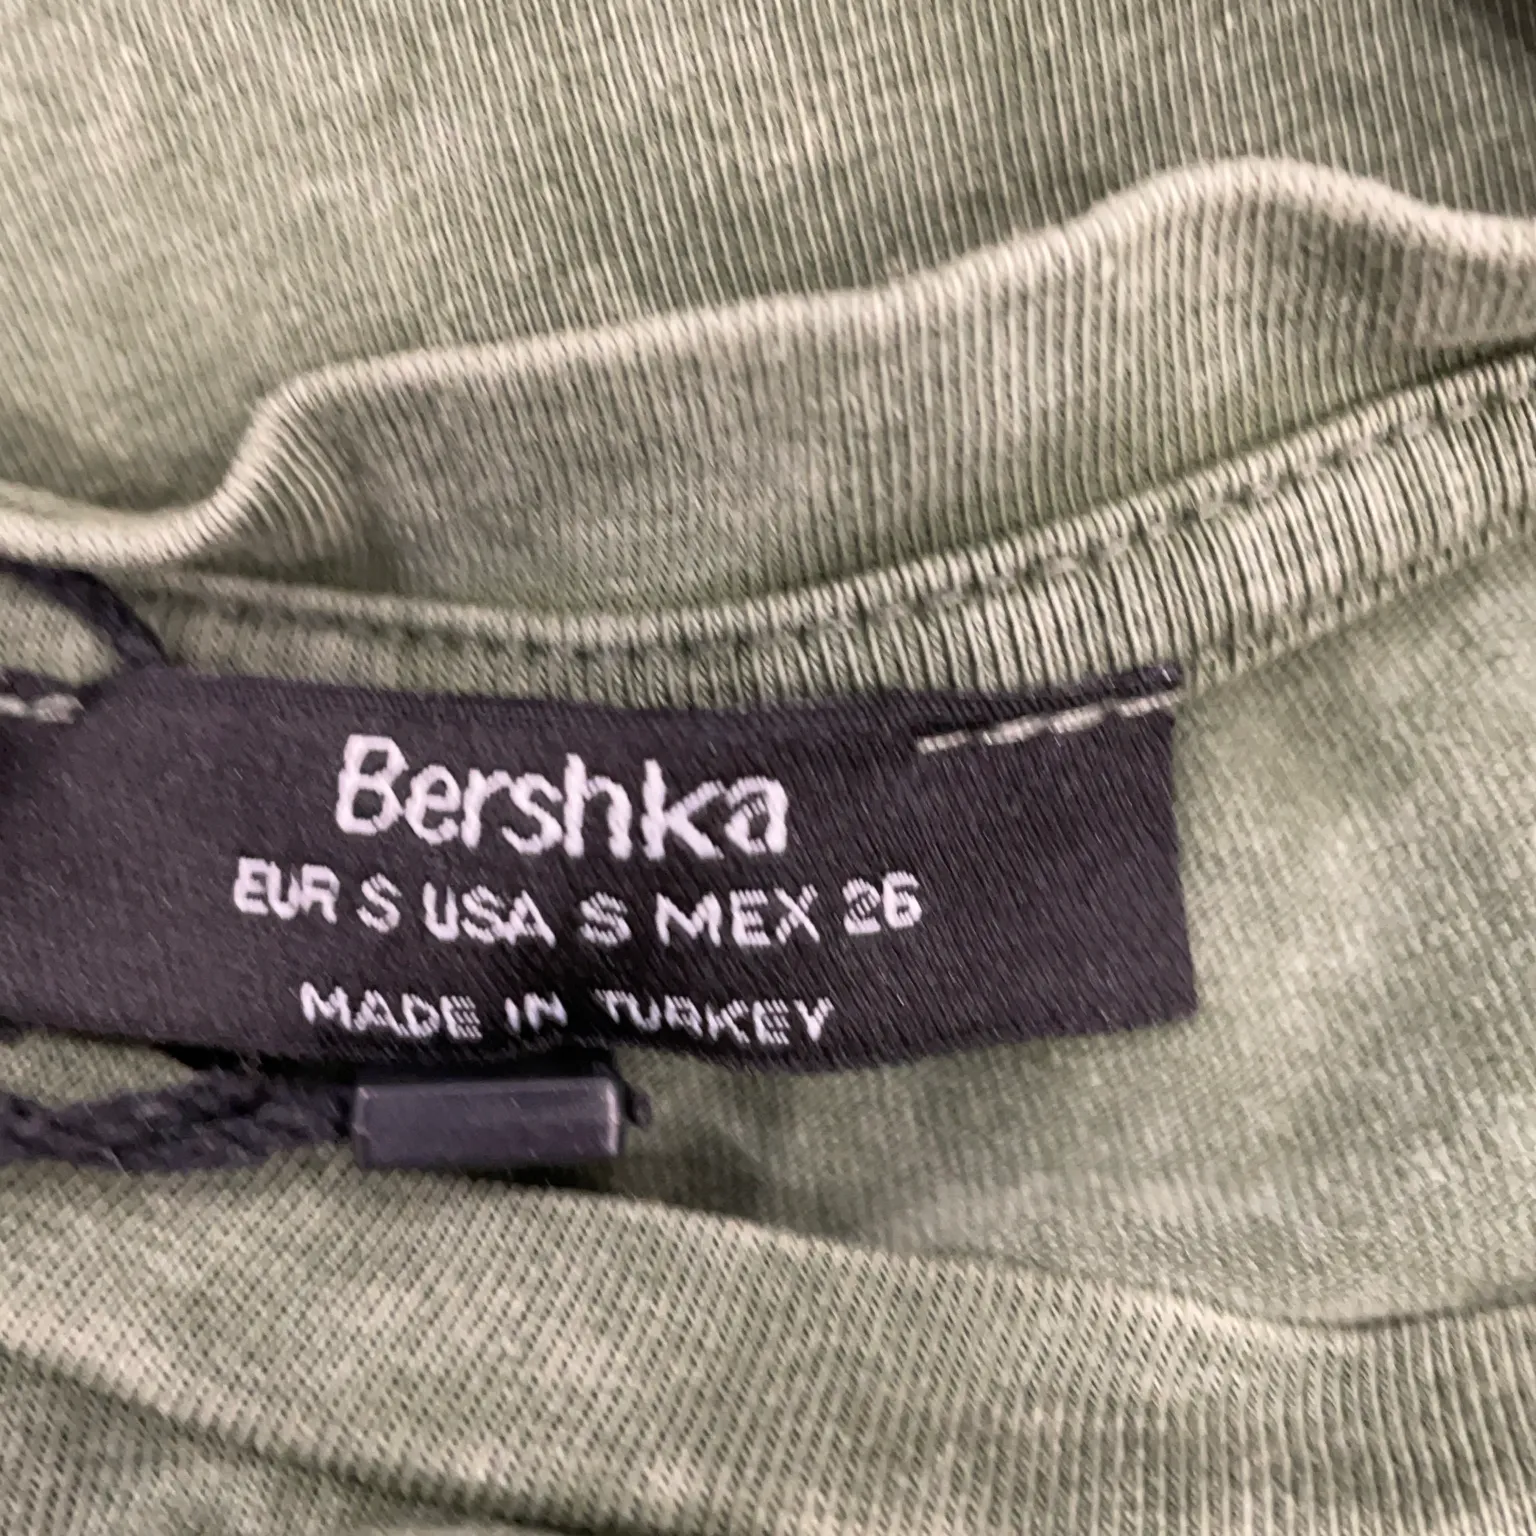 Bershka
EUR S USA S MEX 26
MADE IN TURKEY